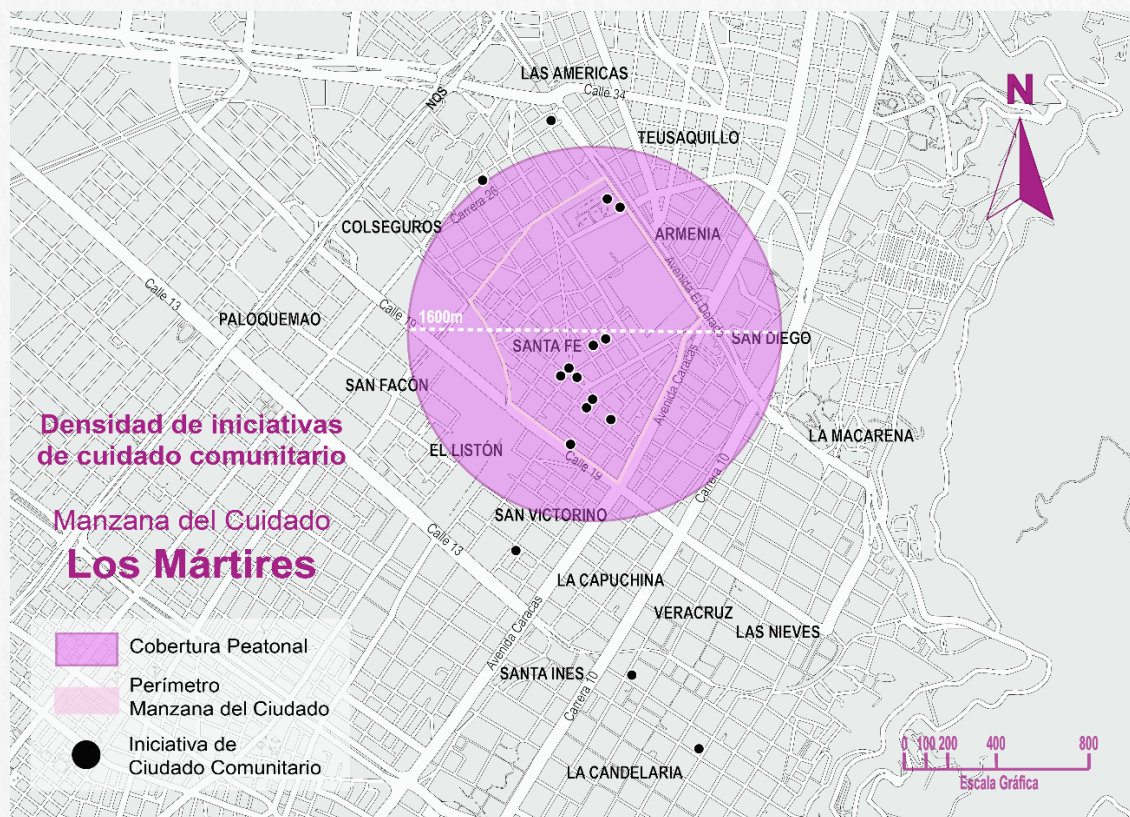 LAS AMERICAS
Calle 34
NQS
N
TEUSAQUILLO
Carrera 26
COLSEGUROS
ARMENIA
Avenida El Dorado
Calle 13
Calle 19
PALOQUEMAO
1600m
SANTA FE
SAN DIEGO
SAN FACÓN
Avenida Caracas
LA MACARENA
Densidad de iniciativas
de cuidado comunitario
EL LISTÓN
Calle 19
Carrera 10
Manzana del Cuidado
Los Mártires
SAN VICTORINO
Calle 13
LA CAPUCHINA
VERACRUZ
LAS NIEVES
Avenida Caracas
SANTA INES
Carrera 10
LA CANDELARIA
Cobertura Peatonal
Perímetro
Manzana del Ciudado
Iniciativa de
Ciudado Comunitario
0 100 200 400 800
Escala Gráfica